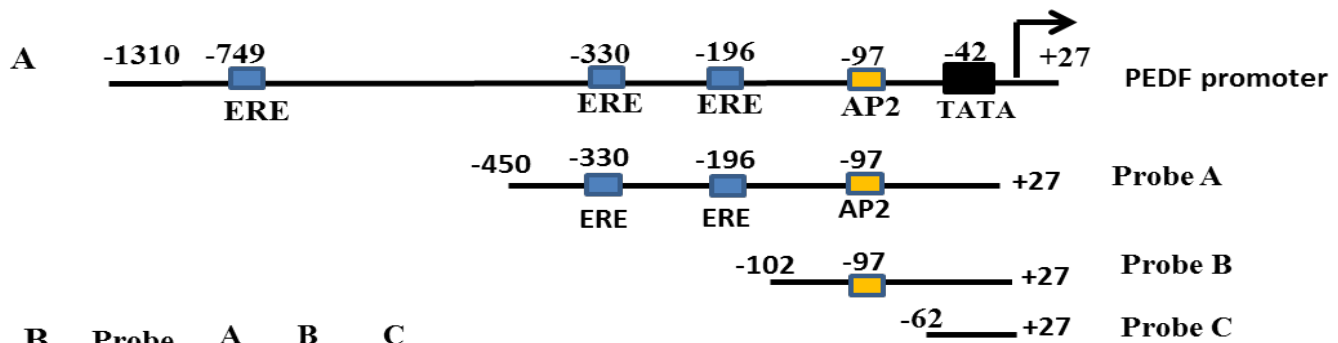 A -1310 -749 -330 -196 -97 -42 +27 PEDF promoter
ERE ERE ERE AP2 TATA
-450 -330 -196 -97 +27 Probe A
ERE ERE AP2
-102 -97 +27 Probe B
-62 +27 Probe C
B Probe A B C